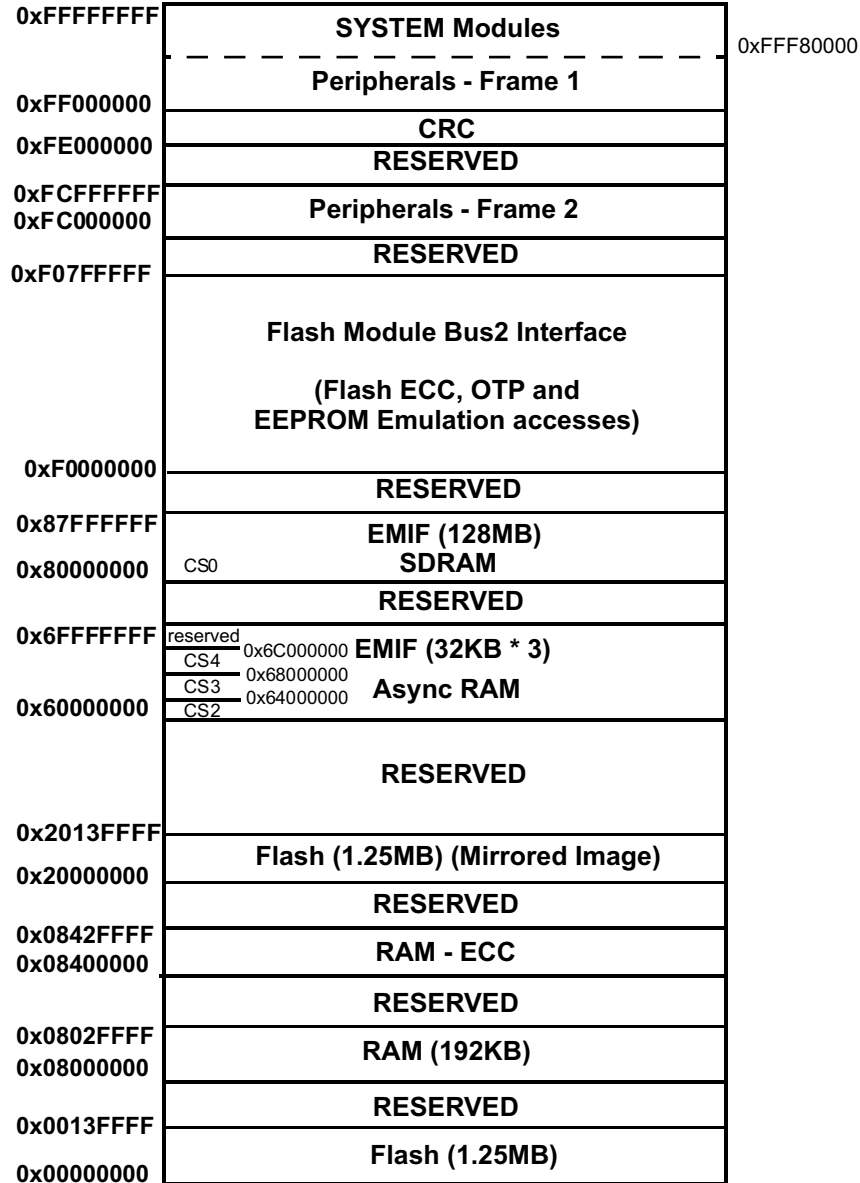 0xFFFFFFFF
SYSTEM Modules
0xFFF80000
Peripherals - Frame 1
0xFF000000
CRC
0xFE000000
RESERVED
0xFCFFFFFF
Peripherals - Frame 2
0xFC000000
RESERVED
0xF07FFFFF
Flash Module Bus2 Interface
(Flash ECC, OTP and
EEPROM Emulation accesses)
0xF0000000
RESERVED
0x87FFFFFF
EMIF (128MB)
0x80000000
CS0
SDRAM
RESERVED
0x6FFFFFFF
reserved
0x6C000000
EMIF (32KB * 3)
CS4
0x68000000
CS3
Async RAM
0x64000000
0x60000000
CS2
RESERVED
0x2013FFFF
Flash (1.25MB) (Mirrored Image)
0x20000000
RESERVED
0x0842FFFF
RAM - ECC
0x08400000
RESERVED
0x0802FFFF
RAM (192KB)
0x08000000
RESERVED
0x0013FFFF
Flash (1.25MB)
0x00000000